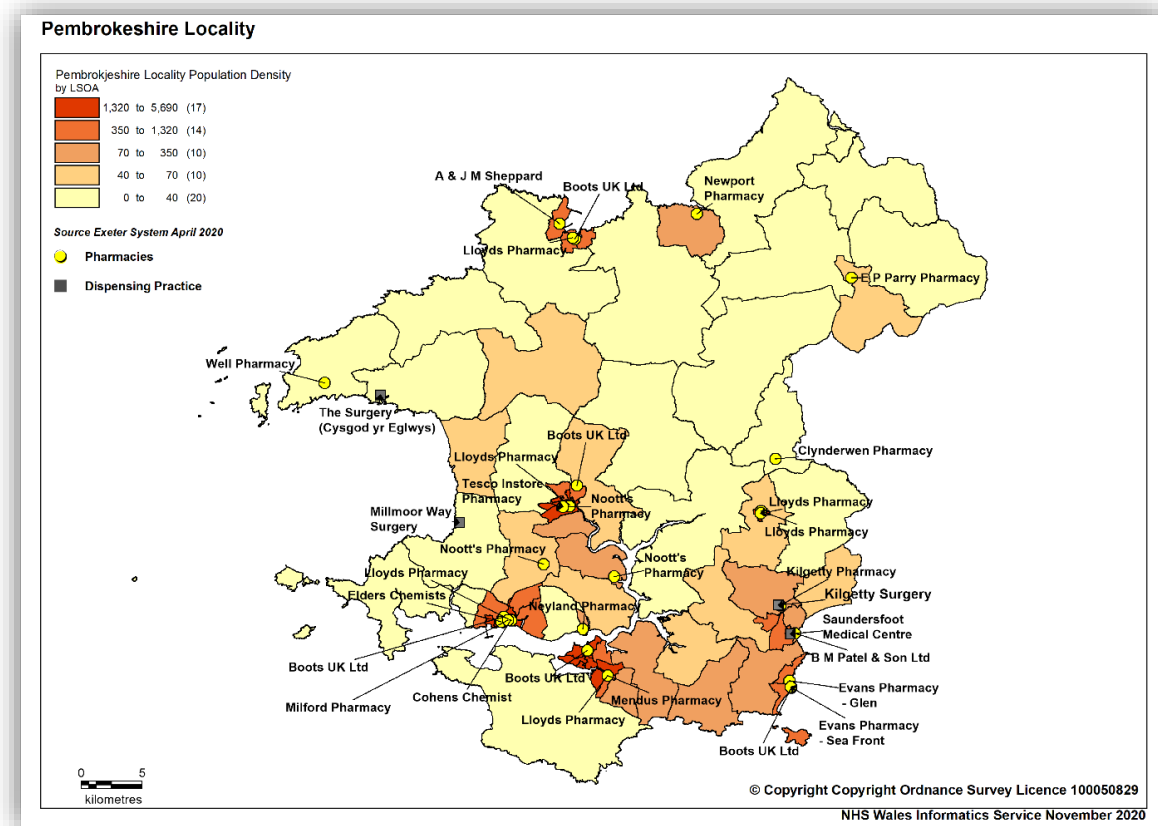 Pembrokeshire Locality
Pembrokjeshire Locality Population Density
by LSOA
1,320 to 5,690 (17)
350 to 1,320 (14)
70 to 350 (10)
40 to 70 (10)
0 to 40 (20)
Source Exeter System April 2020
Pharmacies
Dispensing Practice
A & J M Sheppard
Boots UK Ltd
Lloyds Pharmacy
Newport
Pharmacy
E P Parry Pharmacy
Well Pharmacy
The Surgery
(Cysgod yr Eglwys)
Boots UK Ltd
Lloyds Pharmacy
Tesco Instore
Pharmacy
Noott's
Pharmacy
Clynderwen Pharmacy
Lloyds Pharmacy
Lloyds Pharmacy
Millmoor Way
Surgery
Noott's Pharmacy
Noott's
Pharmacy
Lloyds Pharmacy
Elders Chemists
Neyland Pharmacy
Kilgetty Pharmacy
Kilgetty Surgery
Saundersfoot
Medical Centre
B M Patel & Son Ltd
Boots UK Ltd
Milford Pharmacy
Cohens Chemist
Boots UK Ltd
Lloyds Pharmacy
Mendus Pharmacy
Evans Pharmacy
- Glen
Evans Pharmacy
- Sea Front
Boots UK Ltd
0 5
kilometres
© Copyright Copyright Ordnance Survey Licence 100050829
NHS Wales Informatics Service November 2020